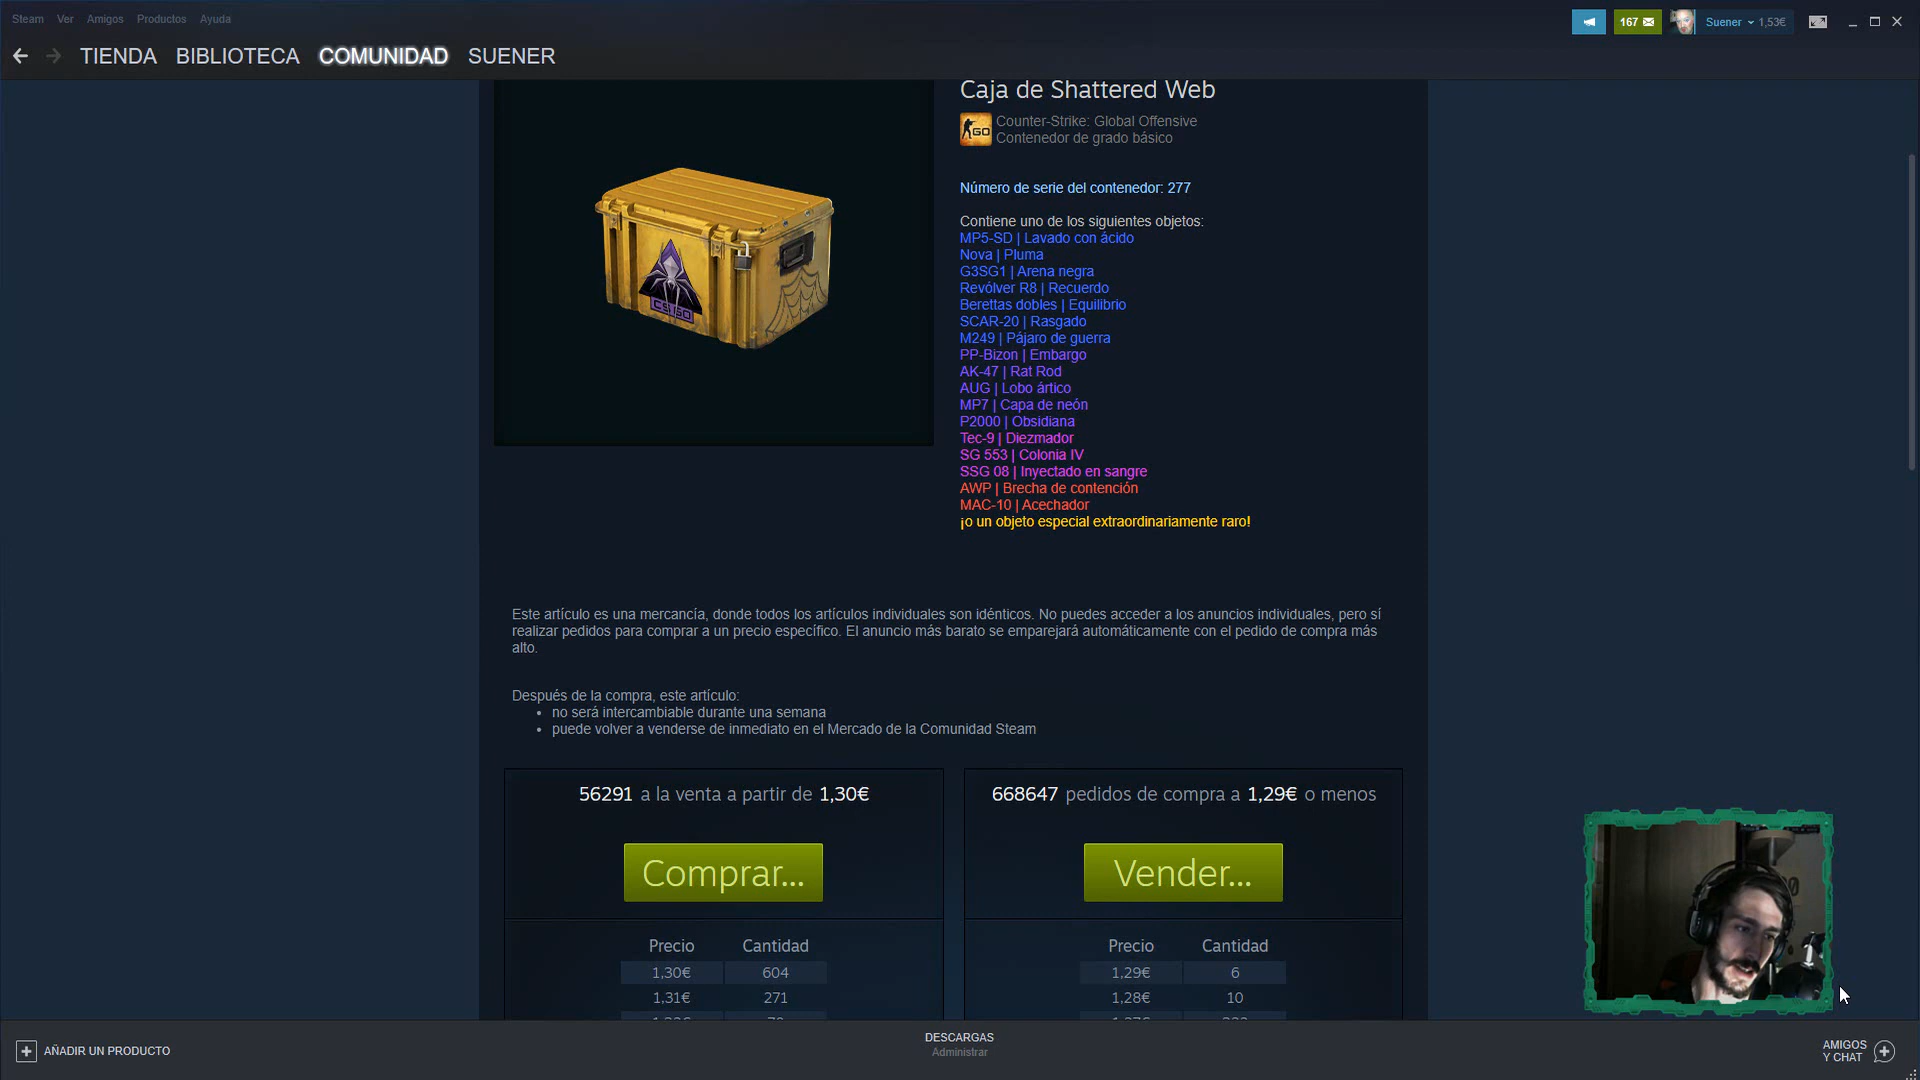 Steam Ver Amigos Productos Ayuda
167 Suener 1,53€
TIENDA BIBLIOTECA COMUNIDAD SUENER
Caja de Shattered Web
GO
Counter-Strike: Global Offensive
Contenedor de grado básico
Número de serie del contenedor: 277
Contiene uno de los siguientes objetos:
MP5-SD | Lavado con ácido
Nova | Pluma
G3SG1 | Arena negra
Revólver R8 | Recuerdo
Berettas dobles | Equilibrio
SCAR-20 | Rasgado
M249 | Pájaro de guerra
PP-Bizon | Embargo
AK-47 | Rat Rod
AUG | Lobo ártico
MP7 | Capa de neón
P2000 | Obsidiana
Tec-9 | Diezmador
SG 553 | Colonia IV
SSG 08 | Inyectado en sangre
AWP | Brecha de contención
MAC-10 | Acechador
¡o un objeto especial extraordinariamente raro!
CS:GO
Este artículo es una mercancía, donde todos los artículos individuales son idénticos. No puedes acceder a los anuncios individuales, pero sí
realizar pedidos para comprar a un precio específico. El anuncio más barato se emparejará automáticamente con el pedido de compra más
alto.
Después de la compra, este artículo:
• no será intercambiable durante una semana
• puede volver a venderse de inmediato en el Mercado de la Comunidad Steam
56291 a la venta a partir de 1,30€
Comprar...
Precio Cantidad
1,30€ 604
1,31€ 271
668647 pedidos de compra a 1,29€ o menos
Vender...
Precio Cantidad
1,29€ 6
1,28€ 10
AÑADIR UN PRODUCTO
DESCARGAS
Administrar
AMIGOS
Y CHAT